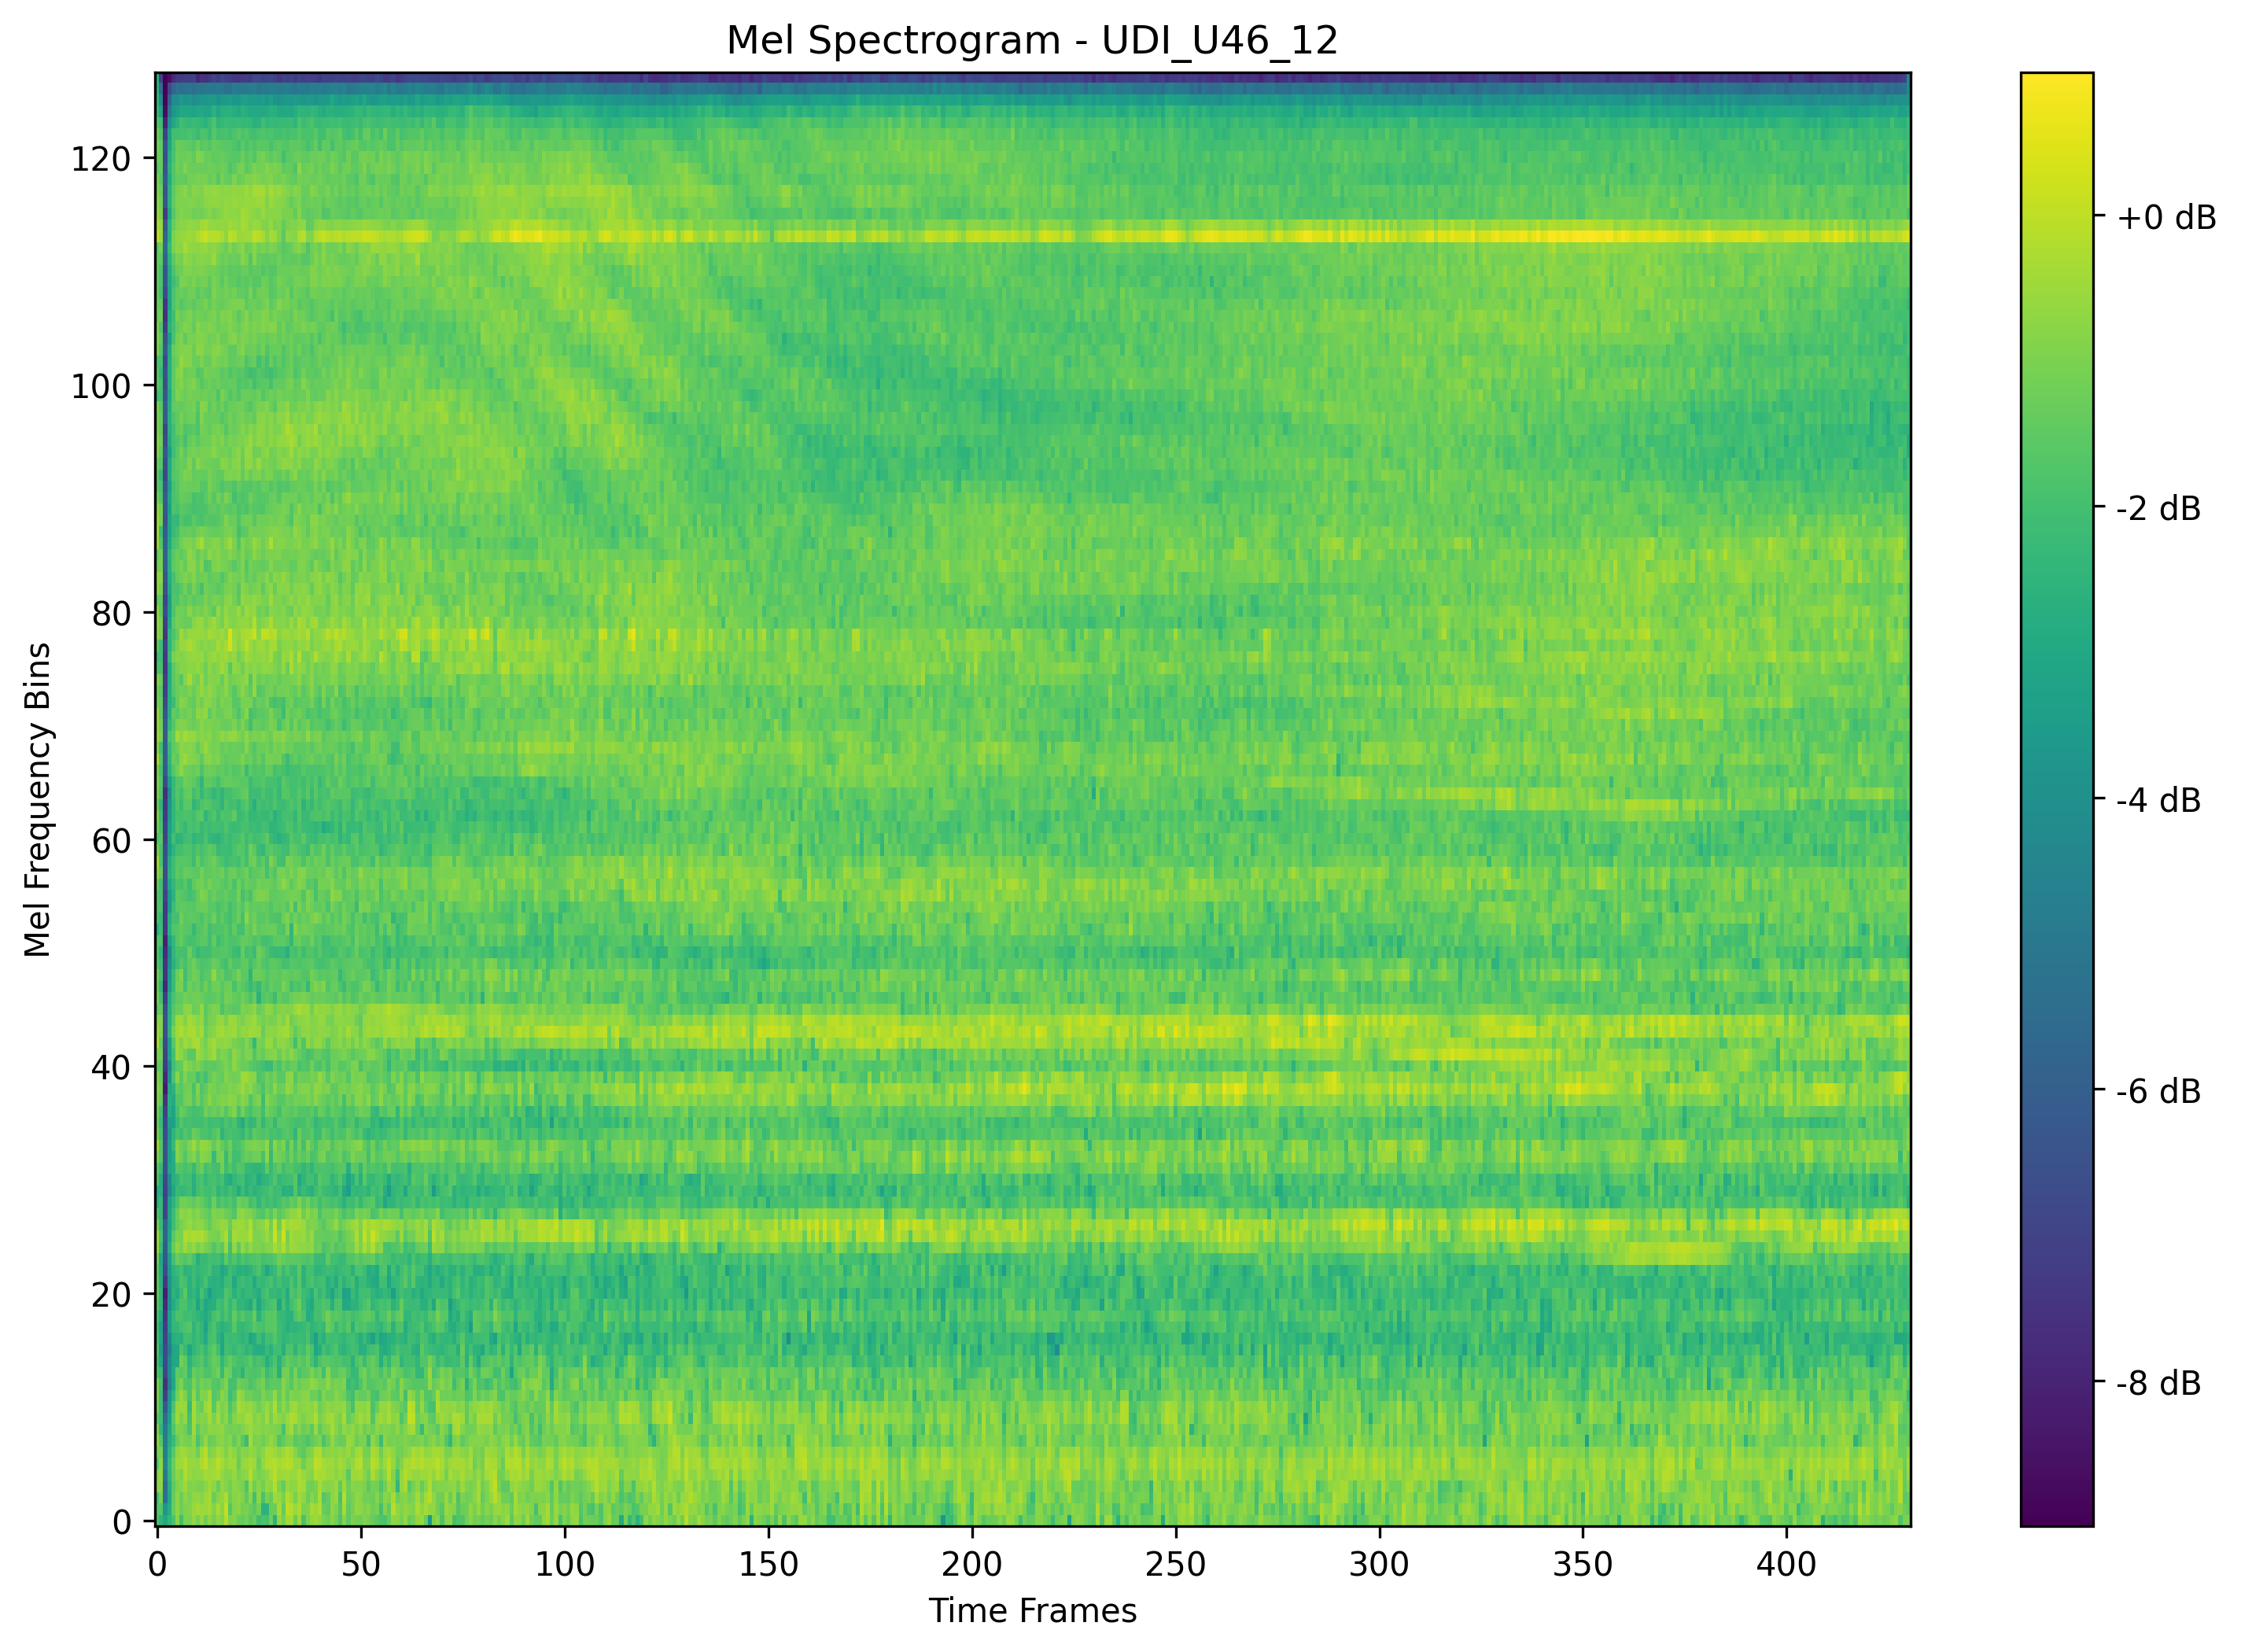 Mel Spectrogram - UDI_U46_12
Mel Frequency Bins
120
100
80
60
40
20
0
0 50 100 150 200 250 300 350 400
Time Frames
+0 dB
-2 dB
-4 dB
-6 dB
-8 dB